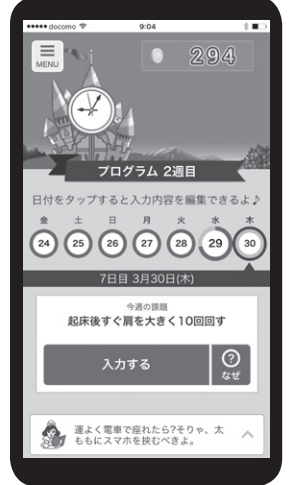 docomo 9:04
MENU
294
プログラム 2週目
日付をタップすると入力内容を編集できるよ♪
金 土 日 月 火 水 木
24 25 26 27 28 29 30
7日目 3月30日(木)
今週の課題
起床後すぐ肩を大きく10回回す
入力する
?
なぜ
運よく電車で座れたら?そりゃ、太
ももにスマホを挟むべきよ。